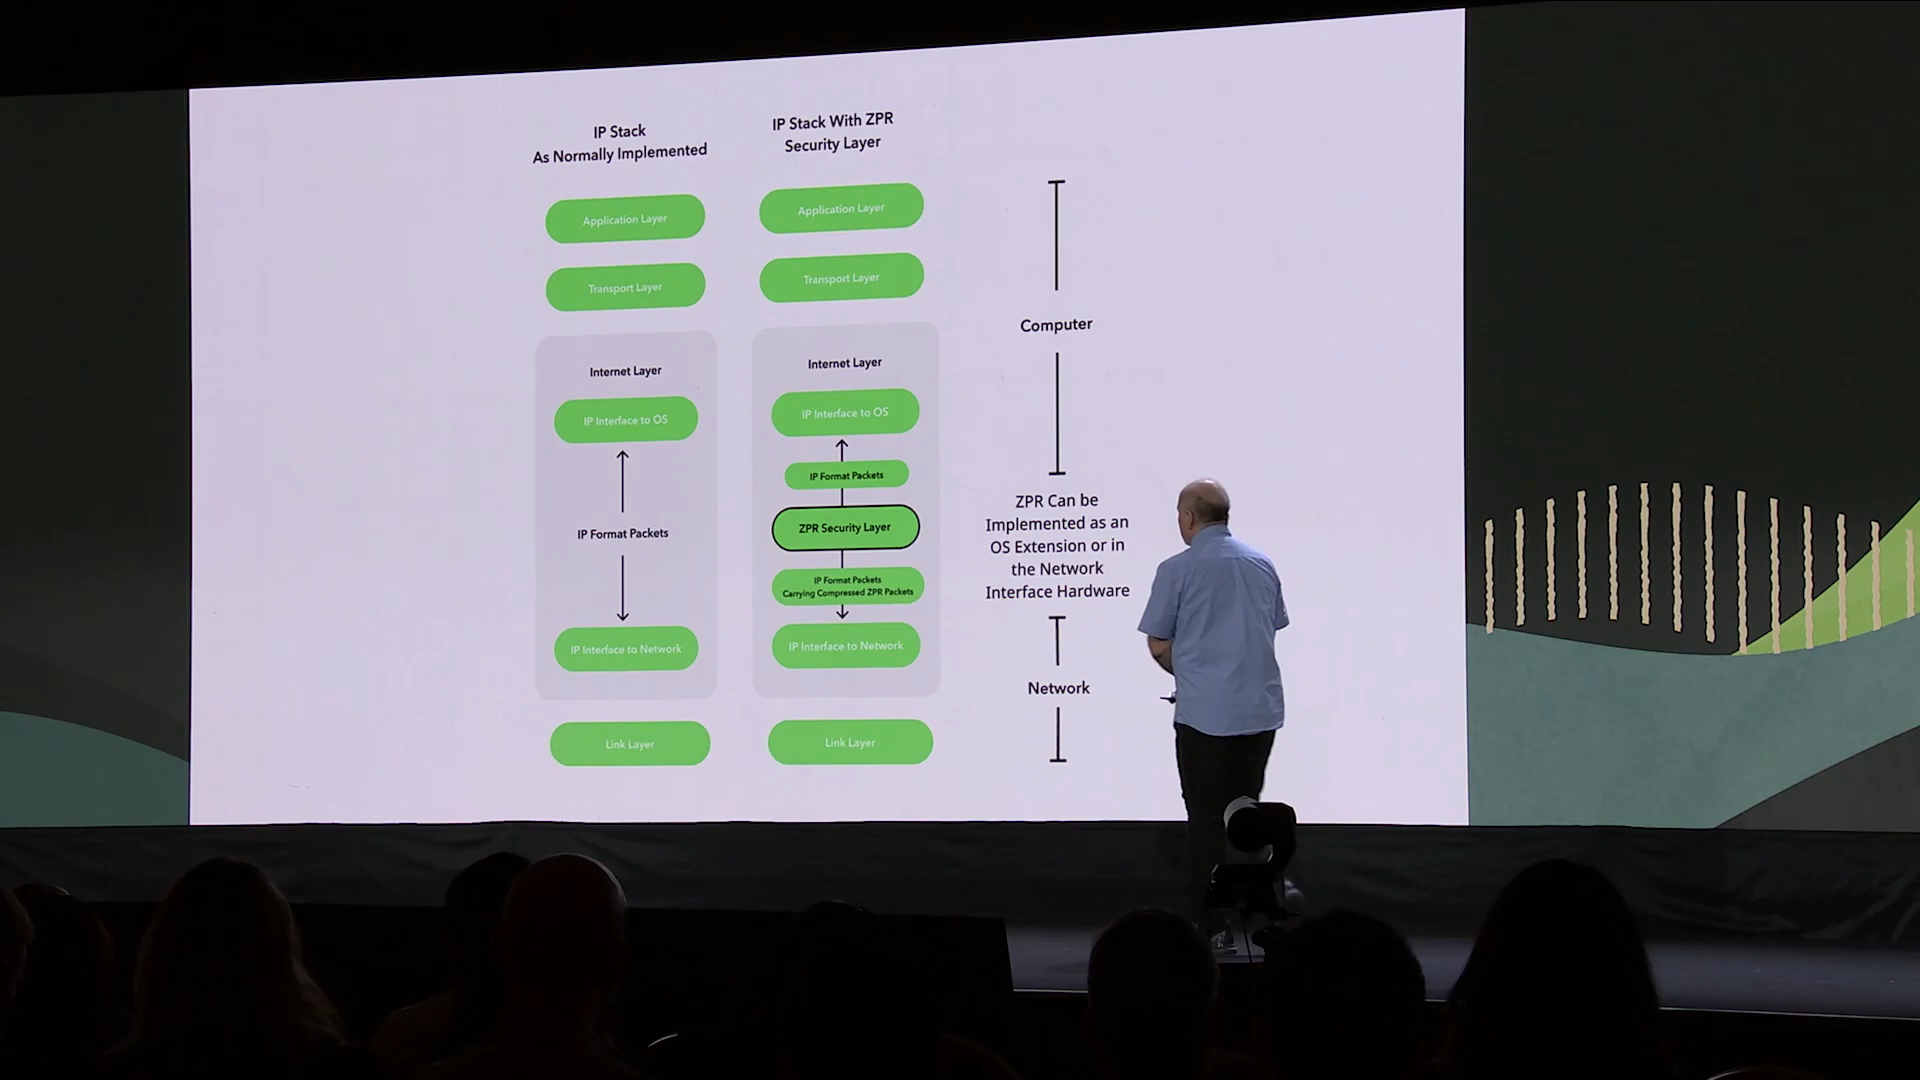 IP Stack
As Normally Implemented
Application Layer
Transport Layer
Internet Layer
IP Interface to OS
IP Format Packets
IP Interface to Network
Link Layer
IP Stack With ZPR
Security Layer
Application Layer
Transport Layer
Internet Layer
IP Interface to OS
IP Format Packets
ZPR Security Layer
IP Format Packets
Carrying Compressed ZPR Packets
IP Interface to Network
Link Layer
Computer
ZPR Can be
Implemented as an
OS Extension or in
the Network
Interface Hardware
Network